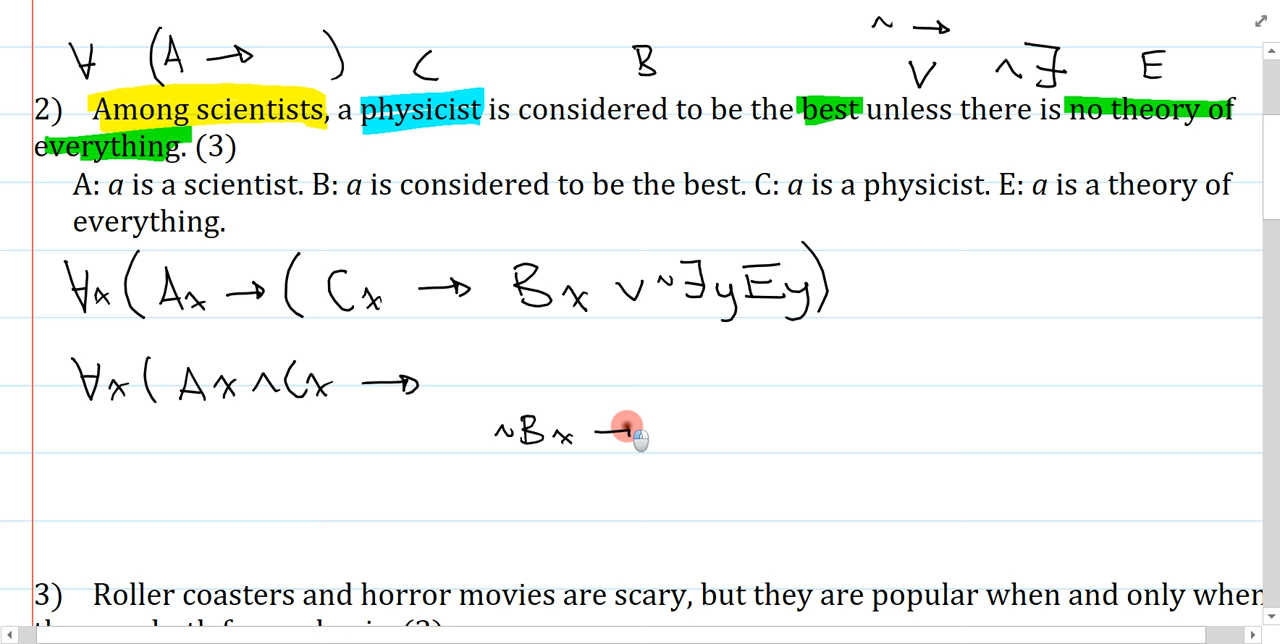 ~ →
∀ (A → ) C B ∨ ~∃ E
2) Among scientists, a physicist is considered to be the best unless there is no theory of
everything. (3)
A: a is a scientist. B: a is considered to be the best. C: a is a physicist. E: a is a theory of
everything.
∀x(Ax → (Cx → Bx ∨ ~∃yEy)
∀x(Ax ∧ Cx →
~Bx —
3) Roller coasters and horror movies are scary, but they are popular when and only when